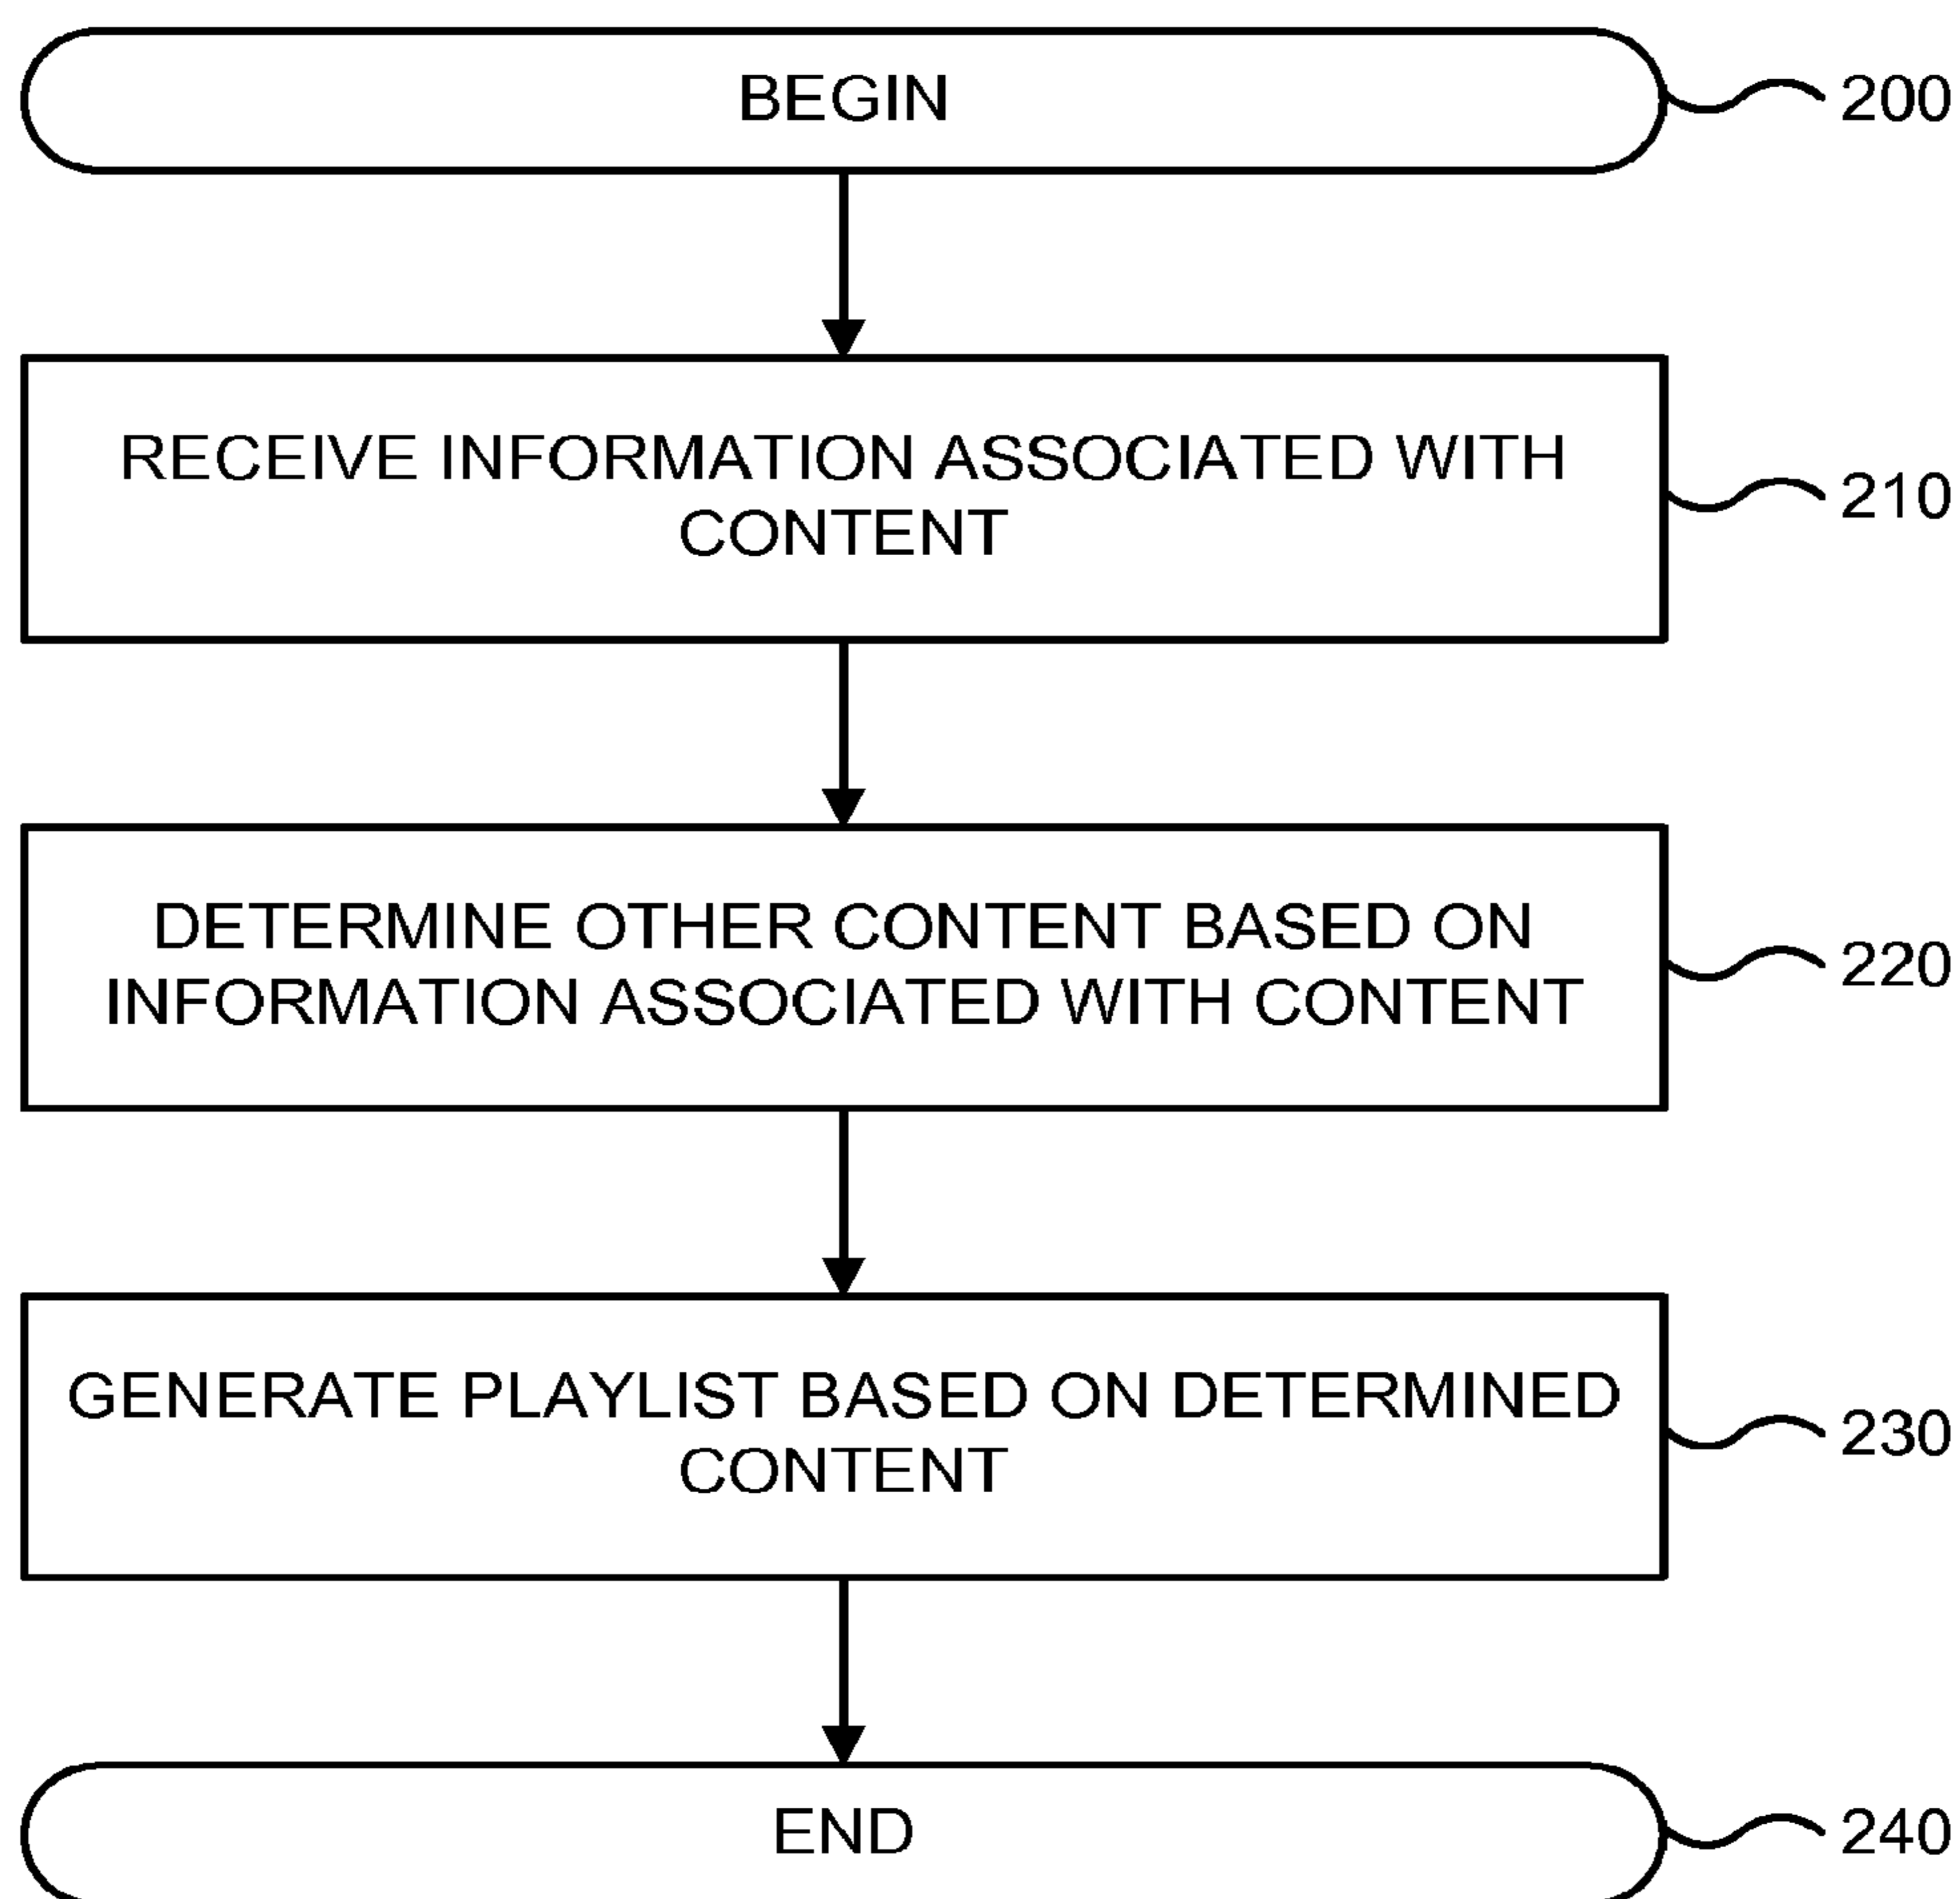 BEGIN
200
RECEIVE INFORMATION ASSOCIATED WITH
CONTENT
210
DETERMINE OTHER CONTENT BASED ON
INFORMATION ASSOCIATED WITH CONTENT
220
GENERATE PLAYLIST BASED ON DETERMINED
CONTENT
230
END
240